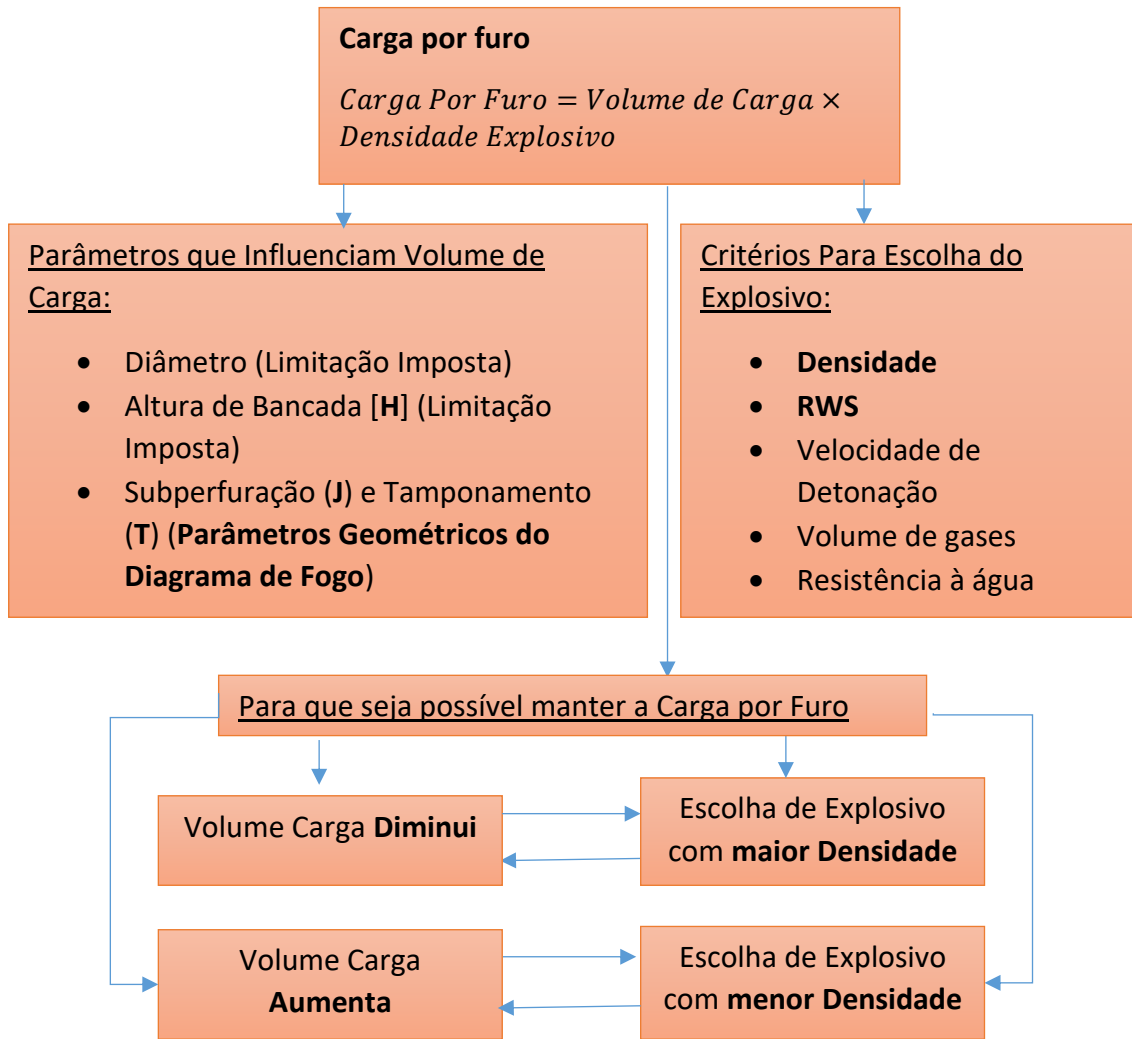 Carga por furo
Carga Por Furo = Volume de Carga ×
Densidade Explosivo
Parâmetros que Influenciam Volume de
Carga:
• Diâmetro (Limitação Imposta)
• Altura de Bancada [H] (Limitação
Imposta)
• Subperfuração (J) e Tamponamento
(T) (Parâmetros Geométricos do
Diagrama de Fogo)
Critérios Para Escolha do
Explosivo:
• Densidade
• RWS
• Velocidade de
Detonação
• Volume de gases
• Resistência à água
Para que seja possível manter a Carga por Furo
Volume Carga Diminui
Escolha de Explosivo
com maior Densidade
Volume Carga
Aumenta
Escolha de Explosivo
com menor Densidade